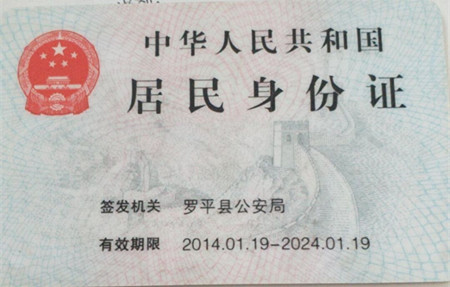 中华人民共和国
居民身份证
签发机关 罗平县公安局
有效期限 2014.01.19-2024.01.19